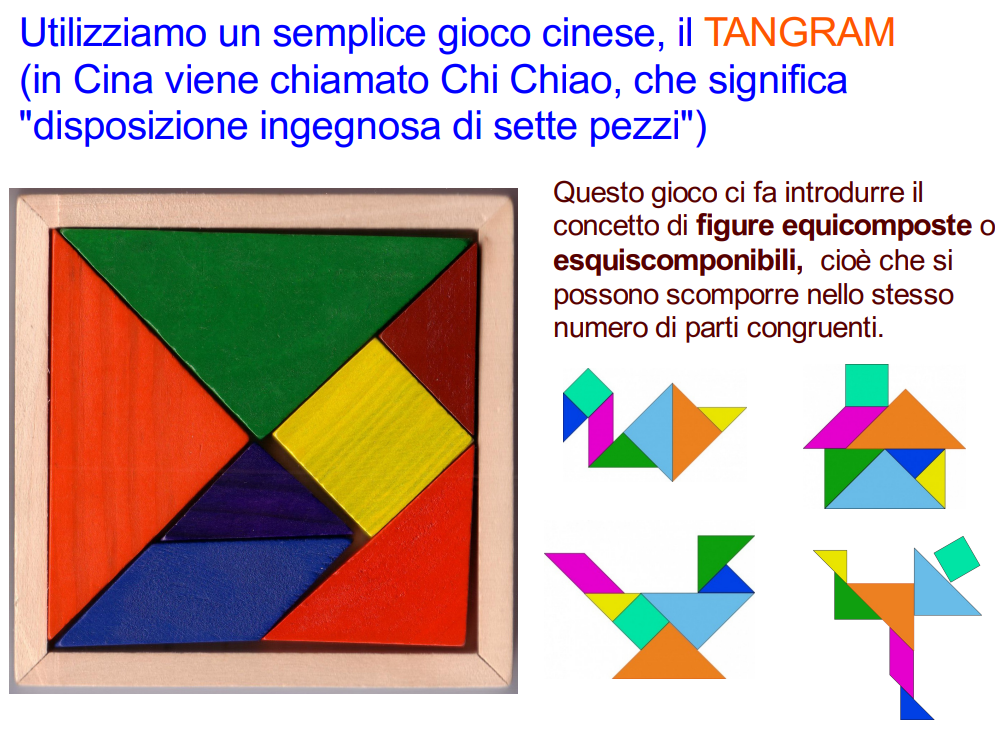 Utilizziamo un semplice gioco cinese, il TANGRAM
(in Cina viene chiamato Chi Chiao, che significa
"disposizione ingegnosa di sette pezzi")
Questo gioco ci fa introdurre il
concetto di figure equicomposte o
esquiscomponibili, cioè che si
possono scomporre nello stesso
numero di parti congruenti.